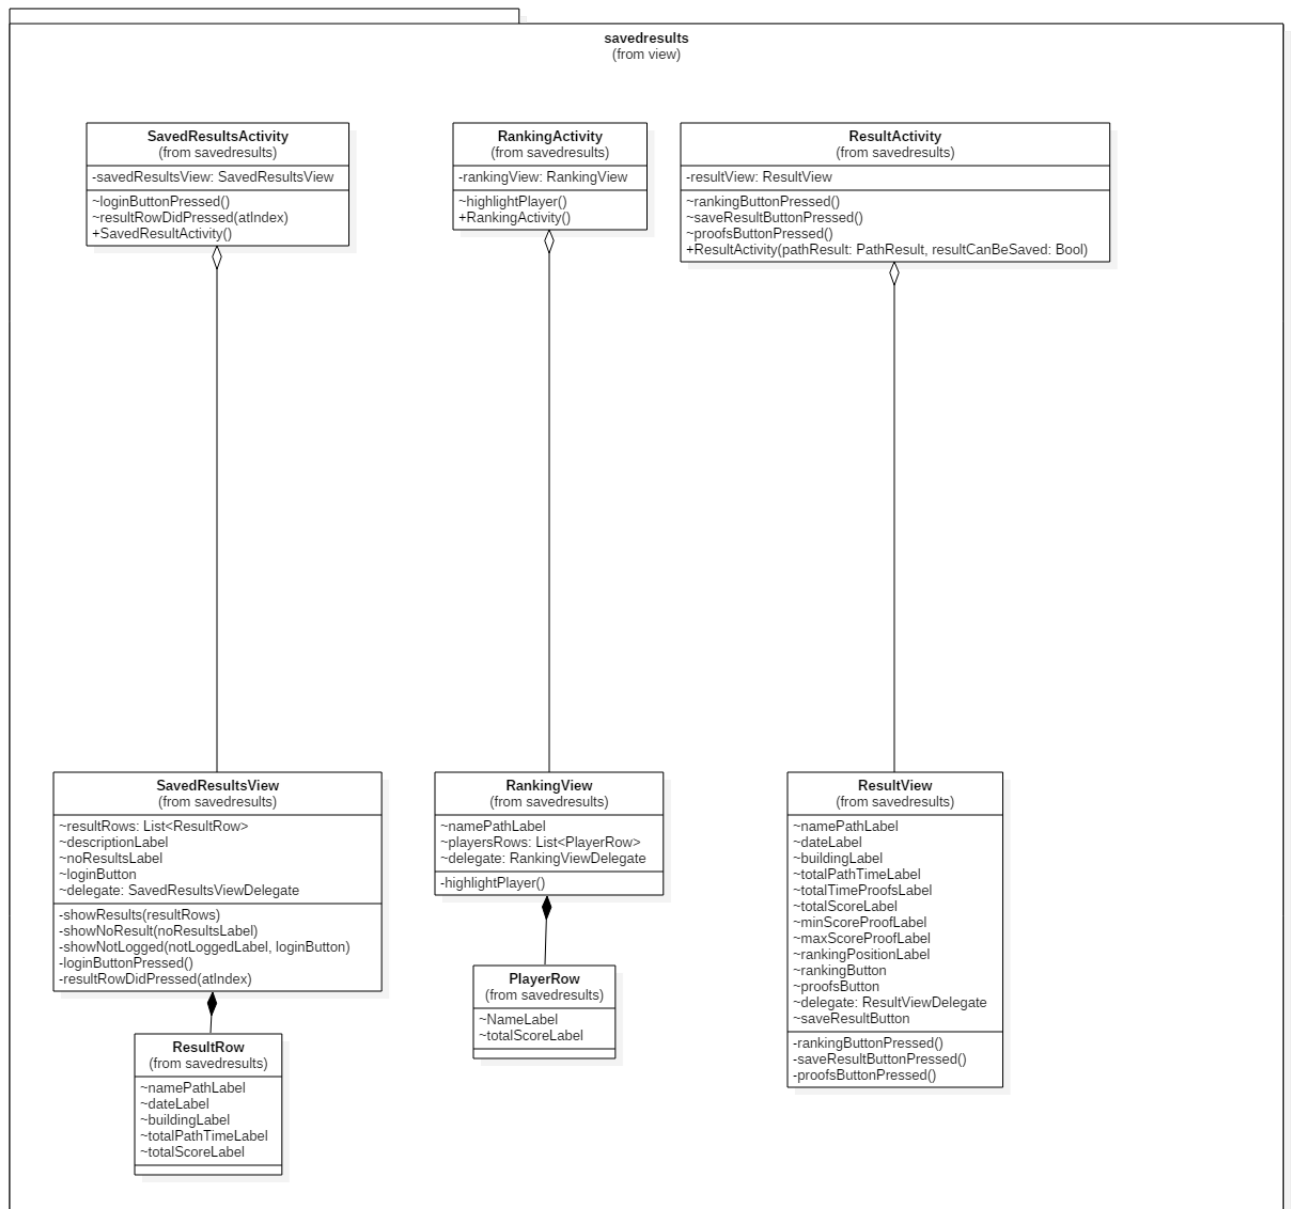 savedresults
(from view)
SavedResultsActivity
(from savedresults)
-savedResultsView: SavedResultsView
~loginButtonPressed()
~resultRowDidPressed(atIndex)
+SavedResultActivity()
RankingActivity
(from savedresults)
-rankingView: RankingView
~highlightPlayer()
+RankingActivity()
ResultActivity
(from savedresults)
-resultView: ResultView
~rankingButtonPressed()
~saveResultButtonPressed()
~proofsButtonPressed()
+ResultActivity(pathResult: PathResult, resultCanBeSaved: Bool)
SavedResultsView
(from savedresults)
~resultRows: List<ResultRow>
~descriptionLabel
~noResultsLabel
~loginButton
~delegate: SavedResultsViewDelegate
-showResults(resultRows)
-showNoResult(noResultsLabel)
-showNotLogged(notLoggedLabel, loginButton)
-loginButtonPressed()
-resultRowDidPressed(atIndex)
RankingView
(from savedresults)
~namePathLabel
~playersRows: List<PlayerRow>
~delegate: RankingViewDelegate
-highlightPlayer()
ResultView
(from savedresults)
~namePathLabel
~dateLabel
~buildingLabel
~totalPathTimeLabel
~totalTimeProofsLabel
~totalScoreLabel
~minScoreProofLabel
~maxScoreProofLabel
~rankingPositionLabel
~rankingButton
~proofsButton
~delegate: ResultViewDelegate
~saveResultButton
-rankingButtonPressed()
-saveResultButtonPressed()
-proofsButtonPressed()
PlayerRow
(from savedresults)
~NameLabel
~totalScoreLabel
ResultRow
(from savedresults)
~namePathLabel
~dateLabel
~buildingLabel
~totalPathTimeLabel
~totalScoreLabel